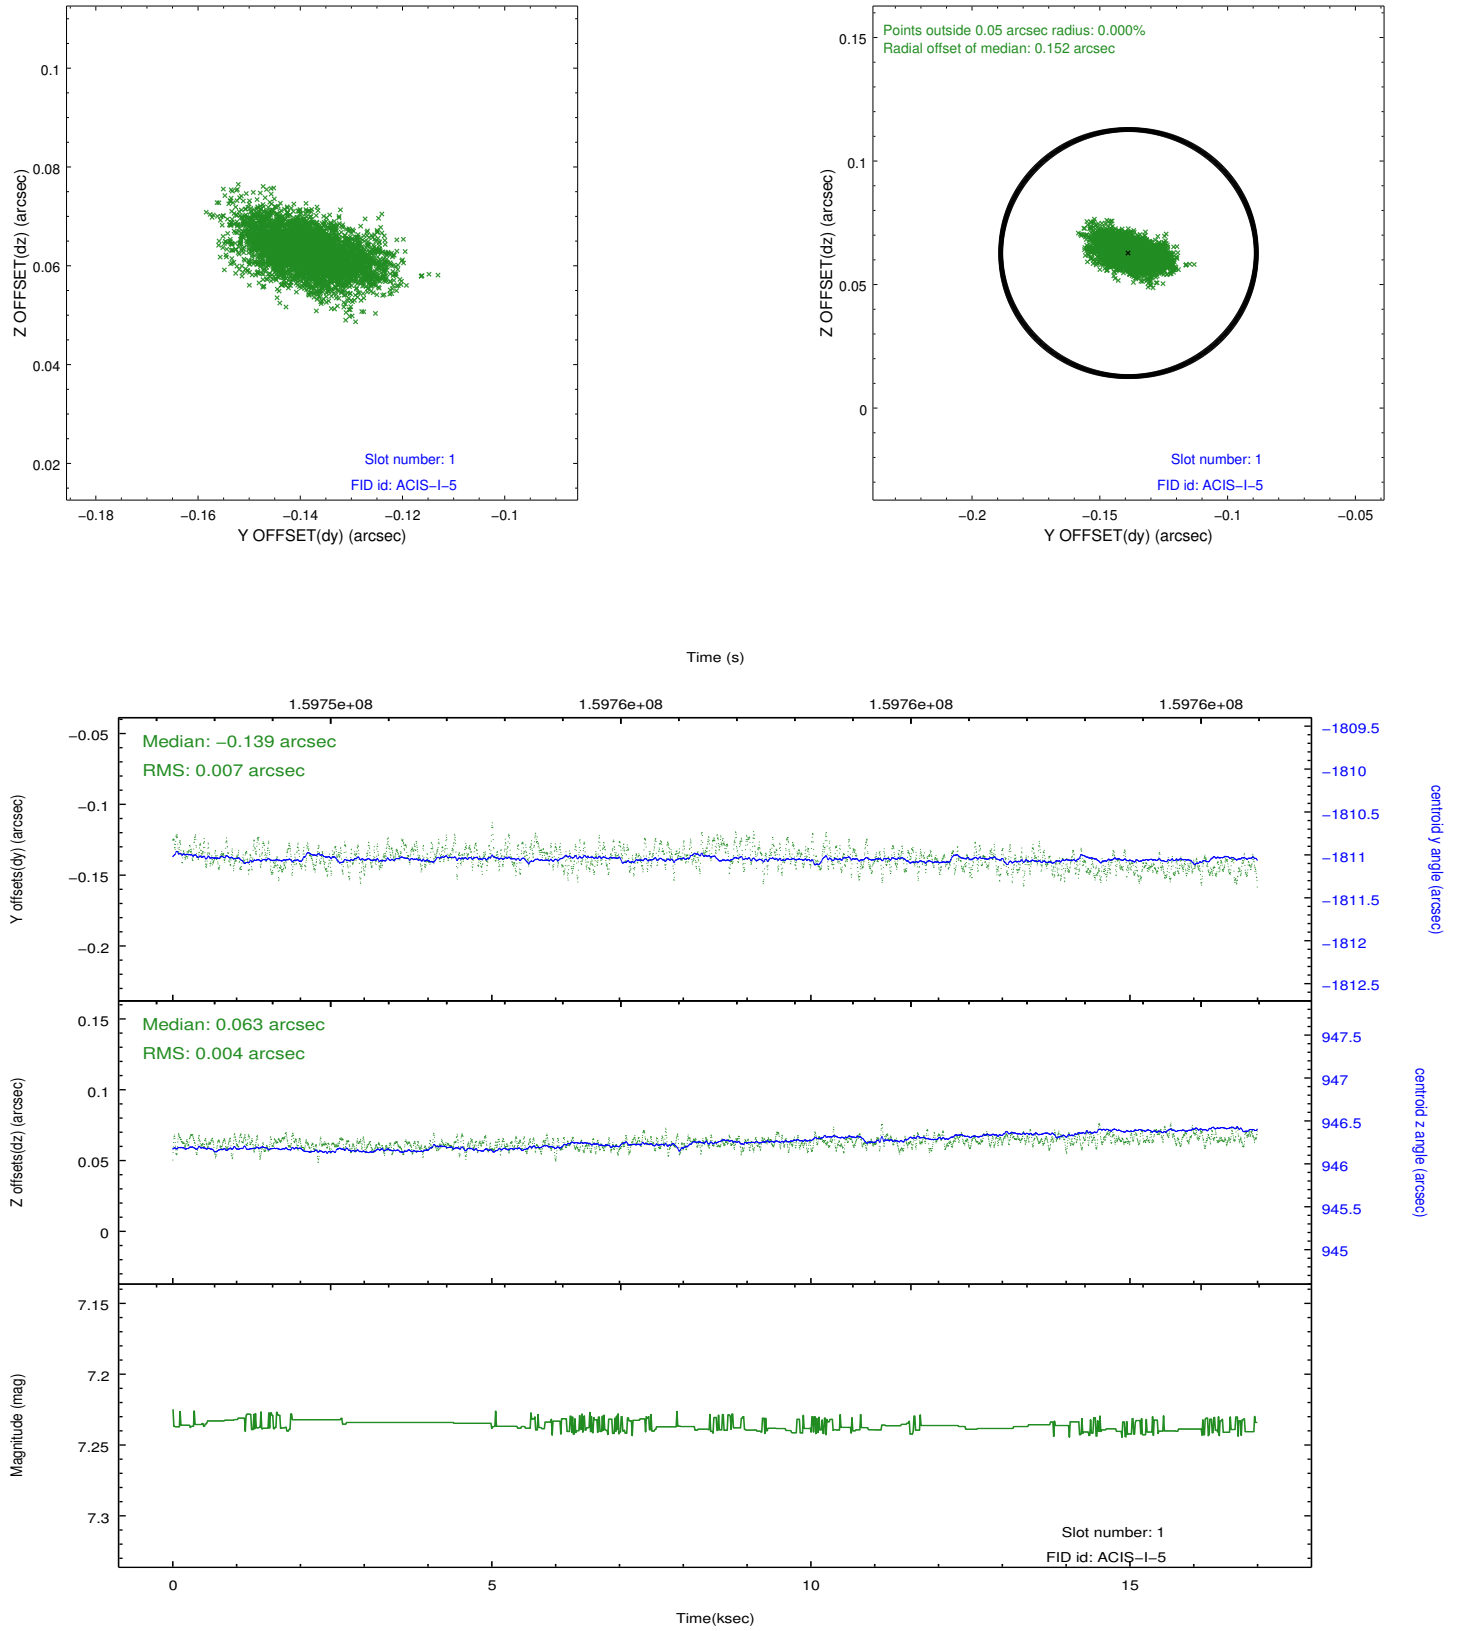 0.1
0.08
0.06
0.04
0.02
Z OFFSET(dz) (arcsec)
Slot number: 1
FID id: ACIS−I−5
−0.18 −0.16 −0.14 −0.12 −0.1
Y OFFSET(dy) (arcsec)
Points outside 0.05 arcsec radius: 0.000%
Radial offset of median: 0.152 arcsec
0.15
0.1
0.05
0
Z OFFSET(dz) (arcsec)
Slot number: 1
FID id: ACIS−I−5
−0.2 −0.15 −0.1 −0.05
Y OFFSET(dy) (arcsec)
Time (s)
1.5975e+08 1.5976e+08 1.5976e+08 1.5976e+08
Median: −0.139 arcsec
RMS: 0.007 arcsec
−0.05
−0.1
−0.15
−0.2
Y offsets(dy) (arcsec)
−1809.5
−1810
−1810.5
−1811
−1811.5
−1812
−1812.5
centroid y angle (arcsec)
Median: 0.063 arcsec
RMS: 0.004 arcsec
0.15
0.1
0.05
0
Z offsets(dz) (arcsec)
947.5
947
946.5
946
945.5
945
centroid z angle (arcsec)
7.15
7.2
7.25
7.3
Magnitude (mag)
Slot number: 1
FID id: ACIS−I−5
0 5 10 15
Time(ksec)